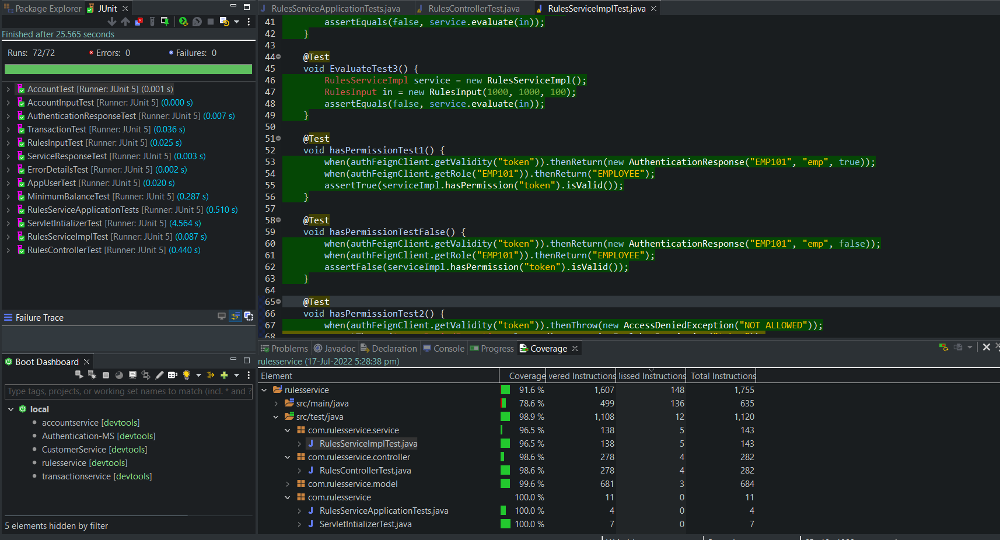 Package Explorer
JUnit
Finished after 25.565 seconds
Runs: 72/72
Errors: 0
Failures: 0
AccountTest [Runner: JUnit 5] (0.001 s)
AccountInputTest [Runner: JUnit 5] (0.000 s)
AuthenticationResponseTest [Runner: JUnit 5] (0.007 s)
TransactionTest [Runner: JUnit 5] (0.036 s)
RulesInputTest [Runner: JUnit 5] (0.025 s)
ServiceResponseTest [Runner: JUnit 5] (0.003 s)
ErrorDetailsTest [Runner: JUnit 5] (0.002 s)
AppUserTest [Runner: JUnit 5] (0.020 s)
MinimumBalanceTest [Runner: JUnit 5] (0.287 s)
RulesServiceApplicationTests [Runner: JUnit 5] (0.510 s)
ServletIntializerTest [Runner: JUnit 5] (4.564 s)
RulesServiceImplTest [Runner: JUnit 5] (0.087 s)
RulesControllerTest [Runner: JUnit 5] (0.440 s)
Failure Trace
Boot Dashboard
Type tags, projects, or working set names to match (incl. * and ?
local
accountservice [devtools]
Authentication-MS [devtools]
CustomerService [devtools]
rulesservice [devtools]
transactionservice [devtools]
5 elements hidden by filter
RulesServiceApplicationTests.java
RulesControllerTest.java
RulesServiceImplTest.java
41 assertEquals(false, service.evaluate(in));
42 }
43
44 @Test
45 void EvaluateTest3() {
46 RulesServiceImpl service = new RulesServiceImpl();
47 RulesInput in = new RulesInput(1000, 1000, 100);
48 assertEquals(false, service.evaluate(in));
49 }
50
51 @Test
52 void hasPermissionTest1() {
53 when(authFeignClient.getValidity("token")).thenReturn(new AuthenticationResponse("EMP101", "emp", true));
54 when(authFeignClient.getRole("EMP101")).thenReturn("EMPLOYEE");
55 assertTrue(serviceImpl.hasPermission("token").isValid());
56 }
57
58 @Test
59 void hasPermissionTestFalse() {
60 when(authFeignClient.getValidity("token")).thenReturn(new AuthenticationResponse("EMP101", "emp", false));
61 when(authFeignClient.getRole("EMP101")).thenReturn("EMPLOYEE");
62 assertFalse(serviceImpl.hasPermission("token").isValid());
63 }
64
65 @Test
66 void hasPermissionTest2() {
67 when(authFeignClient.getValidity("token")).thenThrow(new AccessDeniedException("NOT ALLOWED"));
68
Problems
Javadoc
Declaration
Console
Progress
Coverage
rulesservice (17-Jul-2022 5:28:38 pm)
Element Coverage vered Instructions lissed Instructions Total Instructions
rulesservice 91.6 % 1,607 148 1,755
src/main/java 78.6 % 499 136 635
src/test/java 98.9 % 1,108 12 1,120
com.rulesservice.service 96.5 % 138 5 143
RulesServiceImplTest.java 96.5 % 138 5 143
com.rulesservice.controller 98.6 % 278 4 282
RulesControllerTest.java 98.6 % 278 4 282
com.rulesservice.model 99.6 % 681 3 684
com.rulesservice 100.0 % 11 0 11
RulesServiceApplicationTests.java 100.0 % 4 0 4
ServletIntializerTest.java 100.0 % 7 0 7